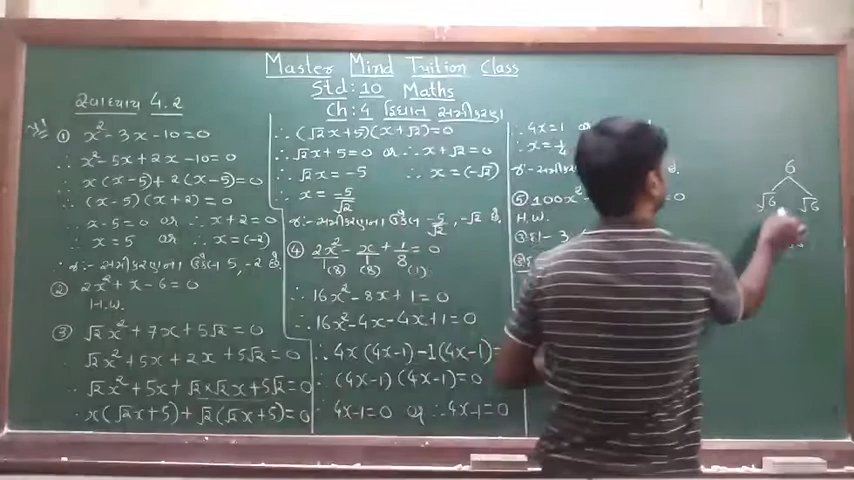 Master Mind Tuition Class
Std: 10 Maths
Ch: 4 દ્વિઘાત સમીકરણ
સ્વાધ્યાય 4.2
① x²-3x-10=0
∴ x²-5x+2x-10=0
∴ x(x-5)+2(x-5)=0
∴ (x-5)(x+2)=0
∴ x-5=0 or ∴ x+2=0
∴ x=5 or ∴ x=(-2)
∴ જ:- સમીકરણના ઉકેલ 5, -2 છે.
② 2x²+x-6=0
H.W.
③ √2x²+7x+5√2=0
√2x²+5x+2x+5√2=0
∴ √2x²+5x+√2×√2x+5√2=0
∴ x(√2x+5)+√2(√2x+5)=0
∴ (√2x+5)(x+√2)=0
∴ √2x+5=0 or ∴ x+√2=0
∴ √2x=-5 ∴ x=(-√2)
∴ x=-5/√2
જ:- સમીકરણના ઉકેલ -5/√2, -√2 છે.
④ 2x²/1 - x/1 + 1/8 = 0
(8) (8) (1)
∴ 16x²-8x+1=0
∴ 16x²-4x-4x+1=0
∴ 4x(4x-1)-1(4x-1)=
∴ (4x-1)(4x-1)=0
∴ 4x-1=0 or ∴ 4x-1=0
∴ 4x=1 or
∴ x=1/4
જ:-
⑤ 100x² =0
H.W.
6
√6 √6